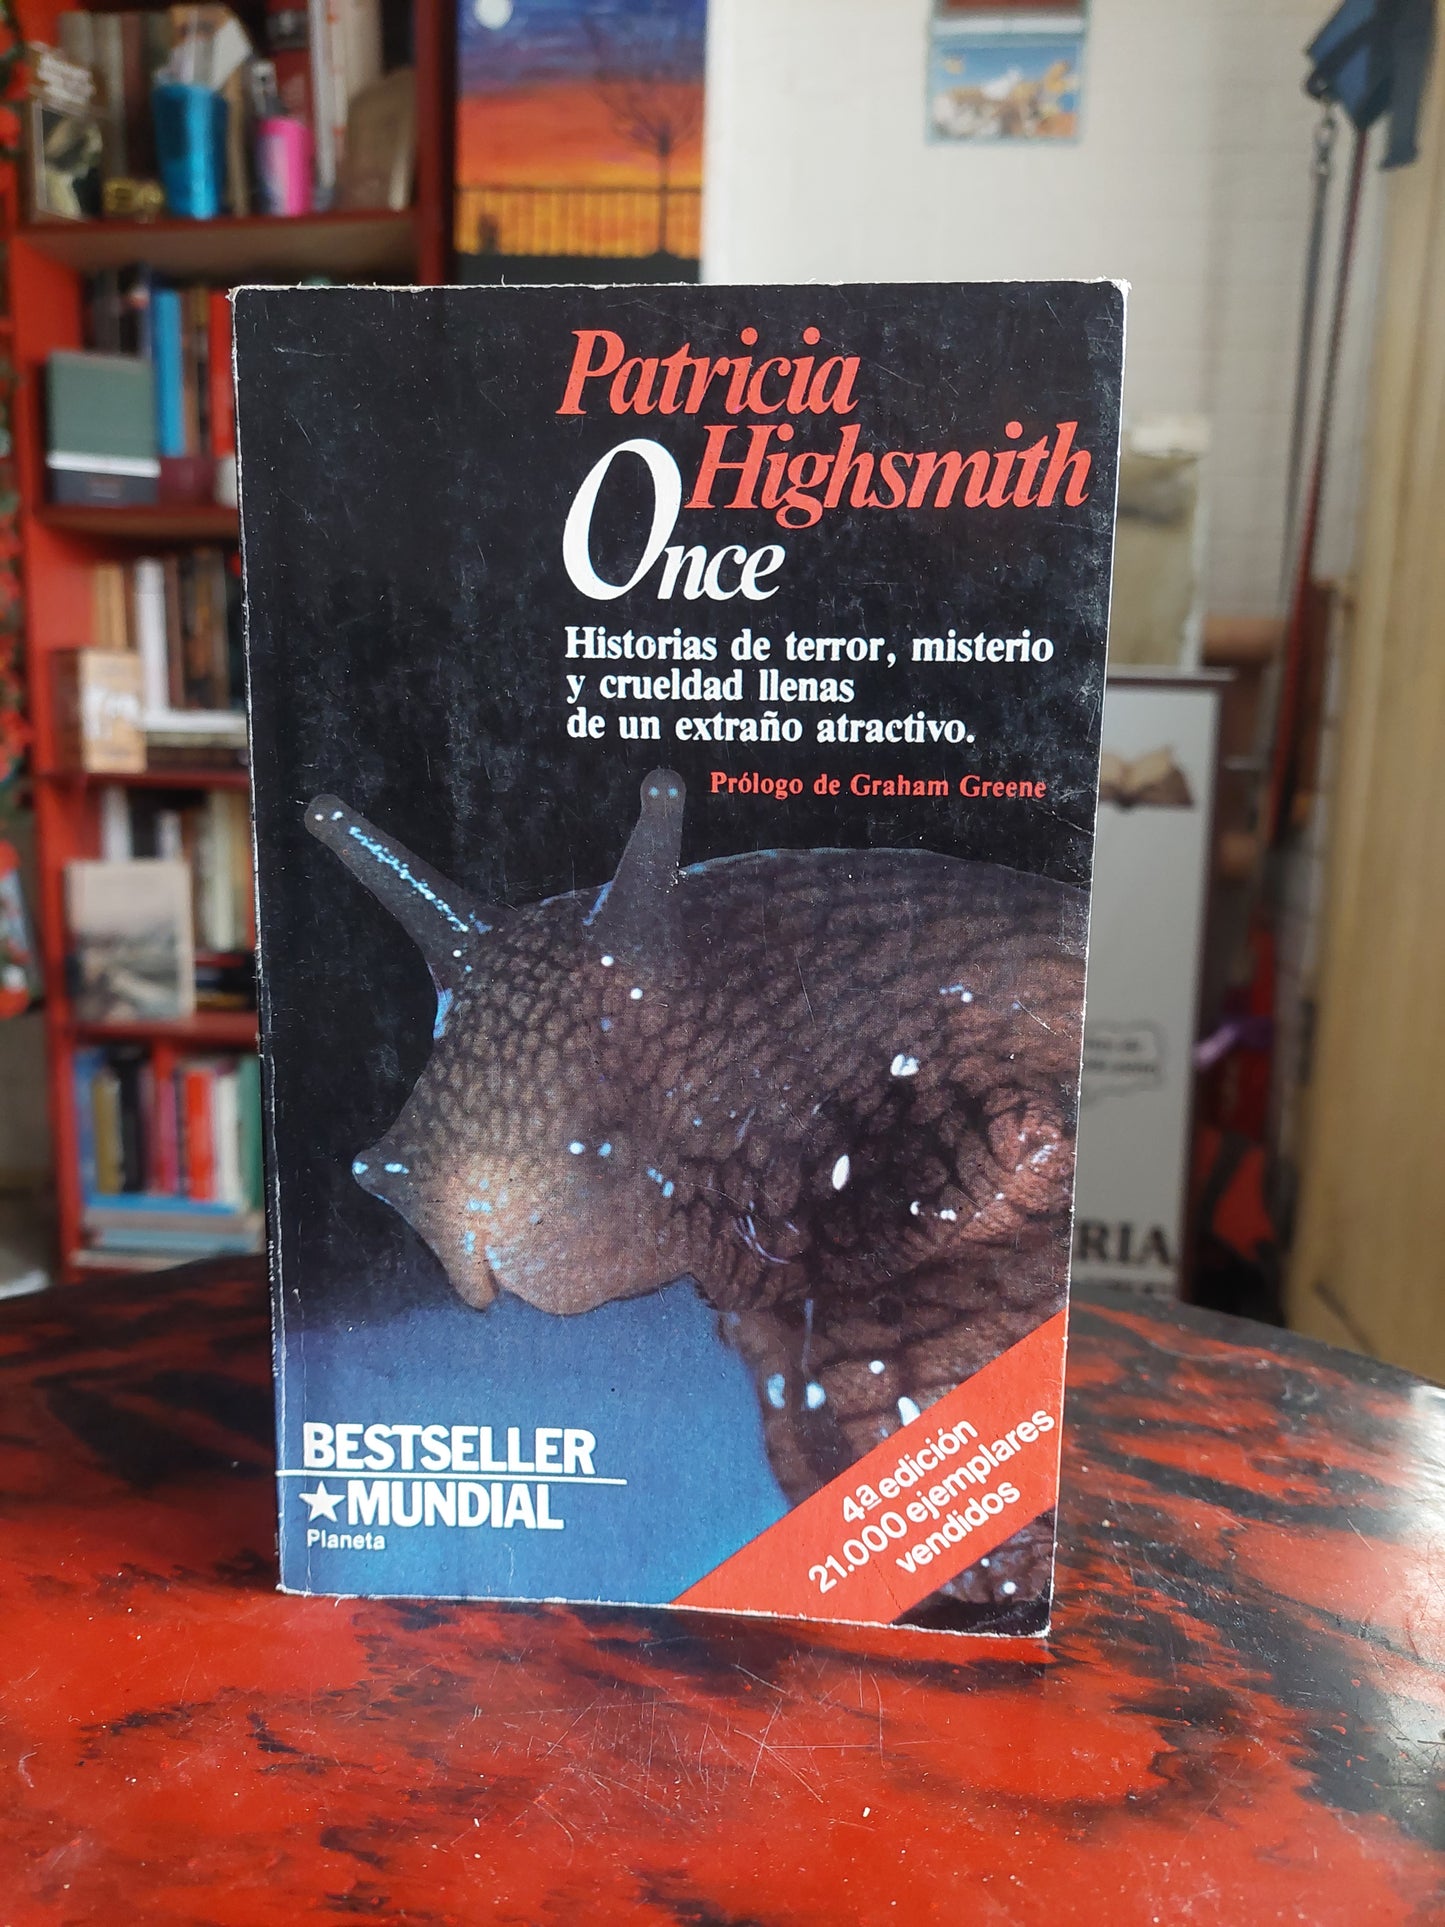 Patricia
Highsmith
Once
Historias de terror, misterio
y crueldad llenas
de un extraño atractivo.
Prólogo de Graham Greene
BESTSELLER
★MUNDIAL
Planeta
4ª edición
21.000 ejemplares
vendidos
RIA